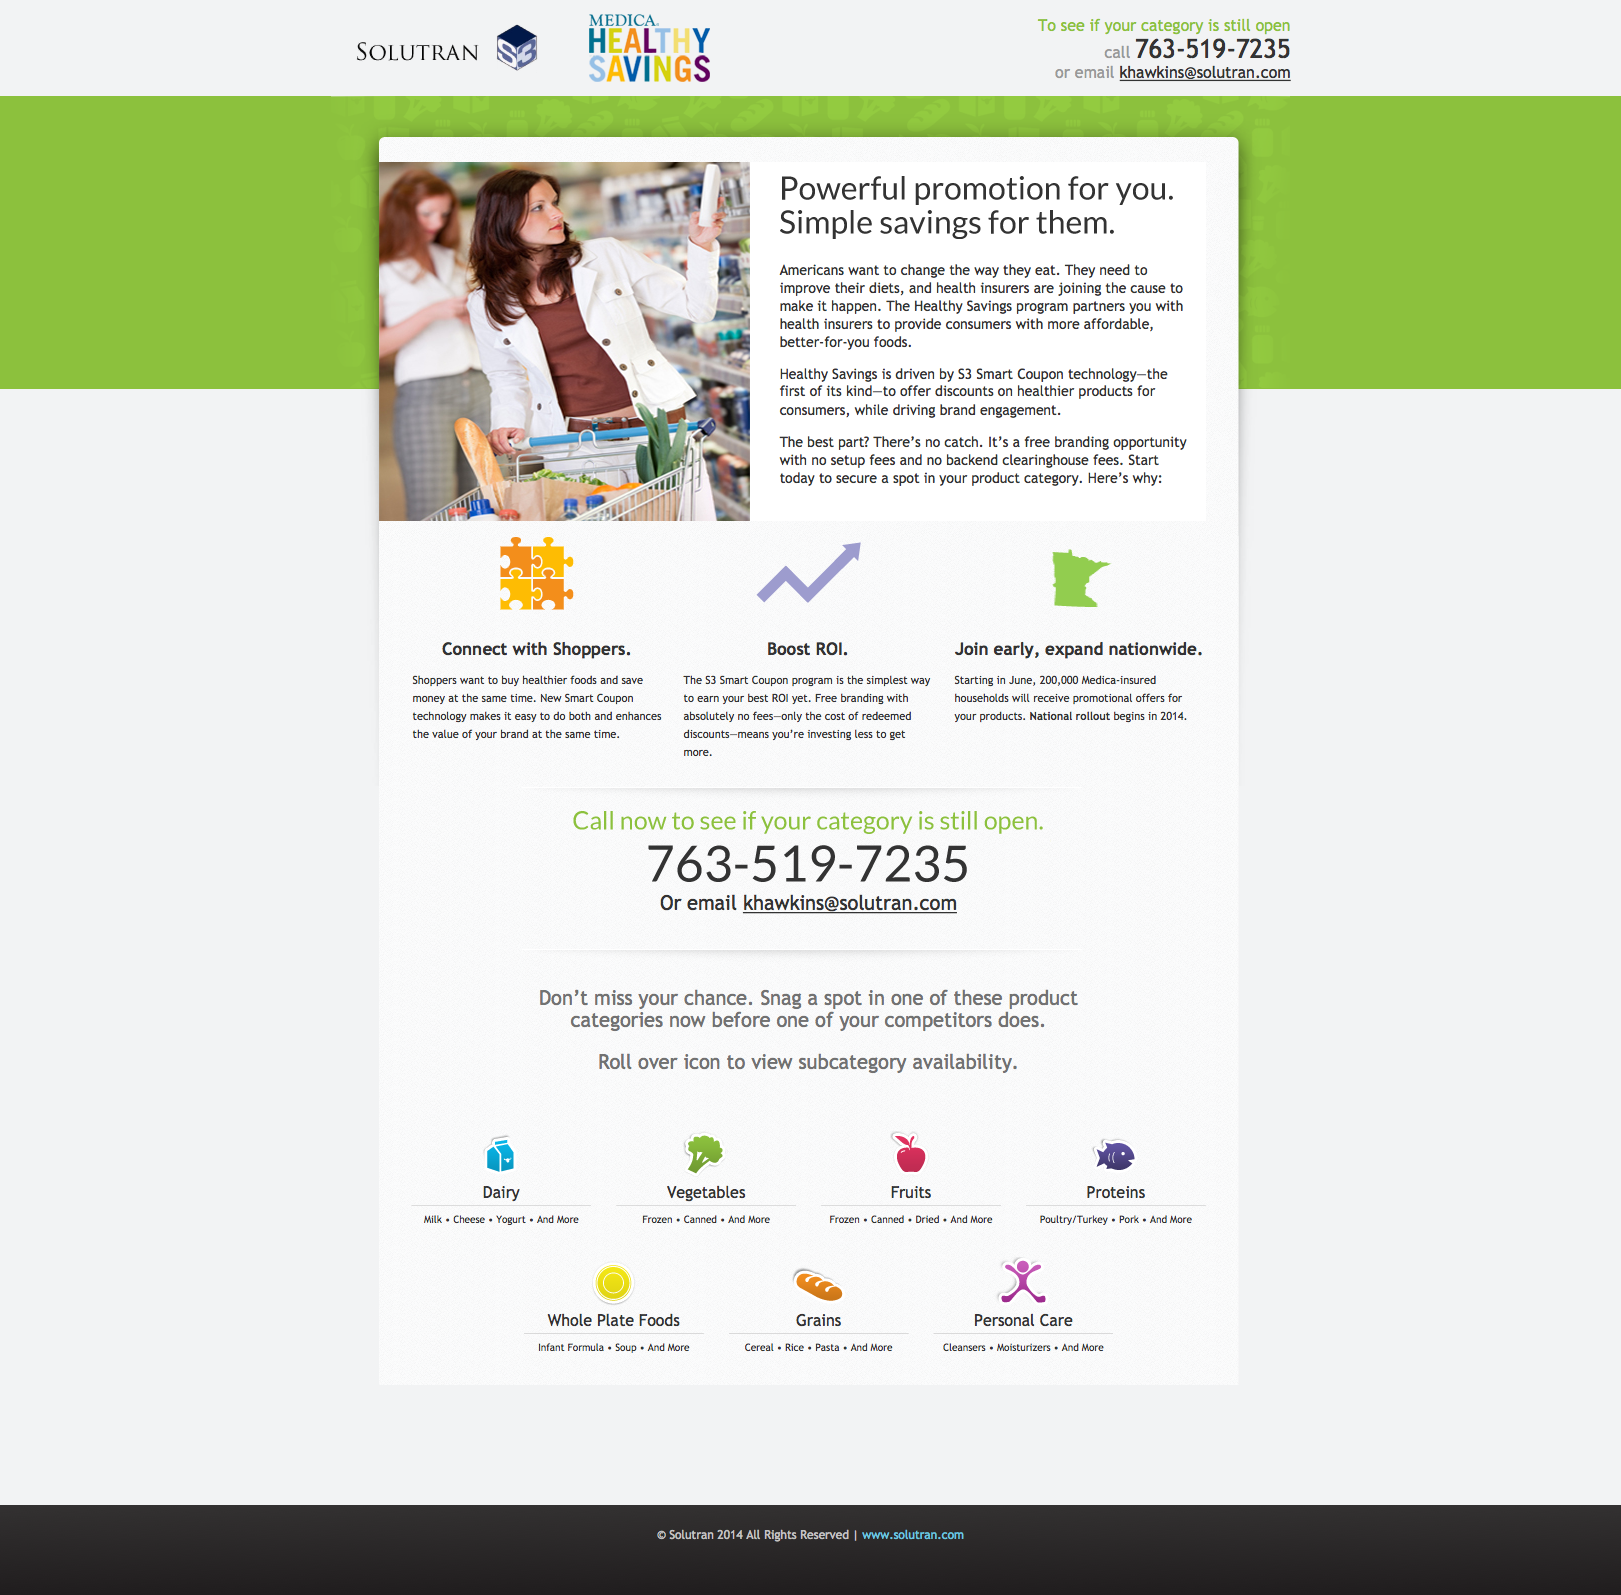 SOLUTRAN S3
MEDICA®
HEALTHY
SAVINGS
To see if your category is still open
call 763-519-7235
or email khawkins@solutran.com
Powerful promotion for you.
Simple savings for them.
Americans want to change the way they eat. They need to
improve their diets, and health insurers are joining the cause to
make it happen. The Healthy Savings program partners you with
health insurers to provide consumers with more affordable,
better-for-you foods.
Healthy Savings is driven by S3 Smart Coupon technology—the
first of its kind—to offer discounts on healthier products for
consumers, while driving brand engagement.
The best part? There's no catch. It's a free branding opportunity
with no setup fees and no backend clearinghouse fees. Start
today to secure a spot in your product category. Here's why:
Connect with Shoppers.
Shoppers want to buy healthier foods and save
money at the same time. New Smart Coupon
technology makes it easy to do both and enhances
the value of your brand at the same time.
Boost ROI.
The S3 Smart Coupon program is the simplest way
to earn your best ROI yet. Free branding with
absolutely no fees—only the cost of redeemed
discounts—means you're investing less to get
more.
Join early, expand nationwide.
Starting in June, 200,000 Medica-insured
households will receive promotional offers for
your products. National rollout begins in 2014.
Call now to see if your category is still open.
763-519-7235
Or email khawkins@solutran.com
Don't miss your chance. Snag a spot in one of these product
categories now before one of your competitors does.
Roll over icon to view subcategory availability.
Dairy
Milk • Cheese • Yogurt • And More
Vegetables
Frozen • Canned • And More
Fruits
Frozen • Canned • Dried • And More
Proteins
Poultry/Turkey • Pork • And More
Whole Plate Foods
Infant Formula • Soup • And More
Grains
Cereal • Rice • Pasta • And More
Personal Care
Cleansers • Moisturizers • And More
© Solutran 2014 All Rights Reserved | www.solutran.com